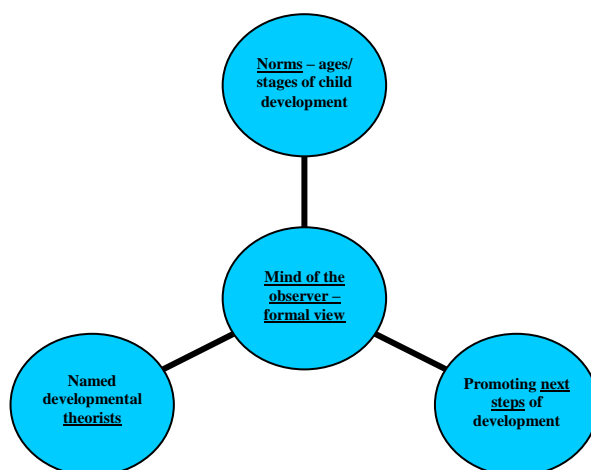 Norms – ages/
stages of child
development
Mind of the
observer –
formal view
Named
developmental
theorists
Promoting next
steps of
development